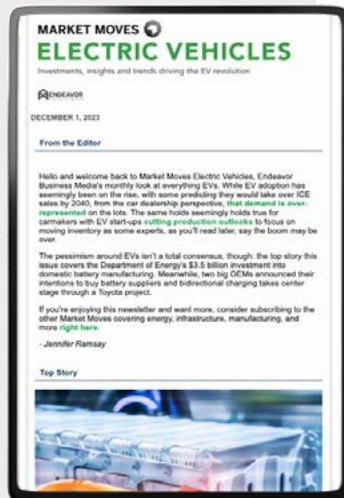 MARKET MOVES
ELECTRIC VEHICLES
Investments, insights and trends driving the EV revolution
ENDEAVOR
DECEMBER 1, 2023
From the Editor
Hello and welcome back to Market Moves Electric Vehicles, Endeavor
Business Media's monthly look at everything EVs. While EV adoption has
seemingly been on the rise, with some predicting they would take over ICE
sales by 2040, from the car dealership perspective, that demand is over-
represented on the lots. The same holds seemingly holds true for
carmakers with EV start-ups cutting production outlooks to focus on
moving inventory as some experts, as you'll read later, say the boom may be
over.
The pessimism around EVs isn't a total consensus, though: the top story this
issue covers the Department of Energy's $3.5 billion investment into
domestic battery manufacturing. Meanwhile, two big OEMs announced their
intentions to buy battery suppliers and bidirectional charging takes center
stage through a Toyota project.
If you're enjoying this newsletter and want more, consider subscribing to the
other Market Moves covering energy, infrastructure, manufacturing, and
more right here.
- Jennifer Ramsay
Top Story